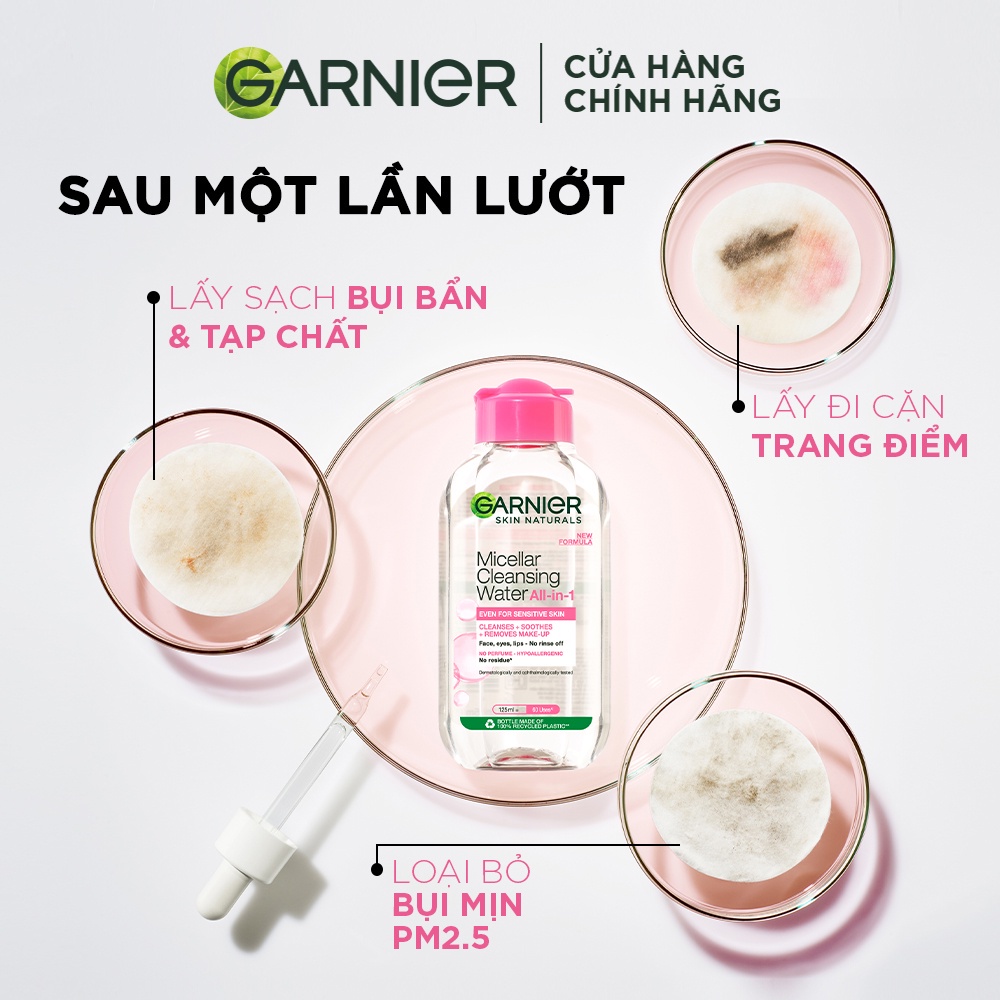 GARNIER
CỬA HÀNG
CHÍNH HÃNG
SAU MỘT LẦN LƯỚT
LẤY SẠCH BỤI BẨN
& TẠP CHẤT
LẤY ĐI CẶN
TRANG ĐIỂM
GARNIER
SKIN NATURALS
NEW
FORMULA
Micellar
Cleansing
Water All-in-1
EVEN FOR SENSITIVE SKIN
CLEANSES + SOOTHES
+ REMOVES MAKE-UP
Face, eyes, lips - No rinse off
NO PERFUME - HYPOALLERGENIC
No residue*
Dermatologically and ophthalmologically tested
125ml e 60 Uses*
BOTTLE MADE OF
100% RECYCLED PLASTIC**
LOẠI BỎ
BỤI MỊN
PM2.5